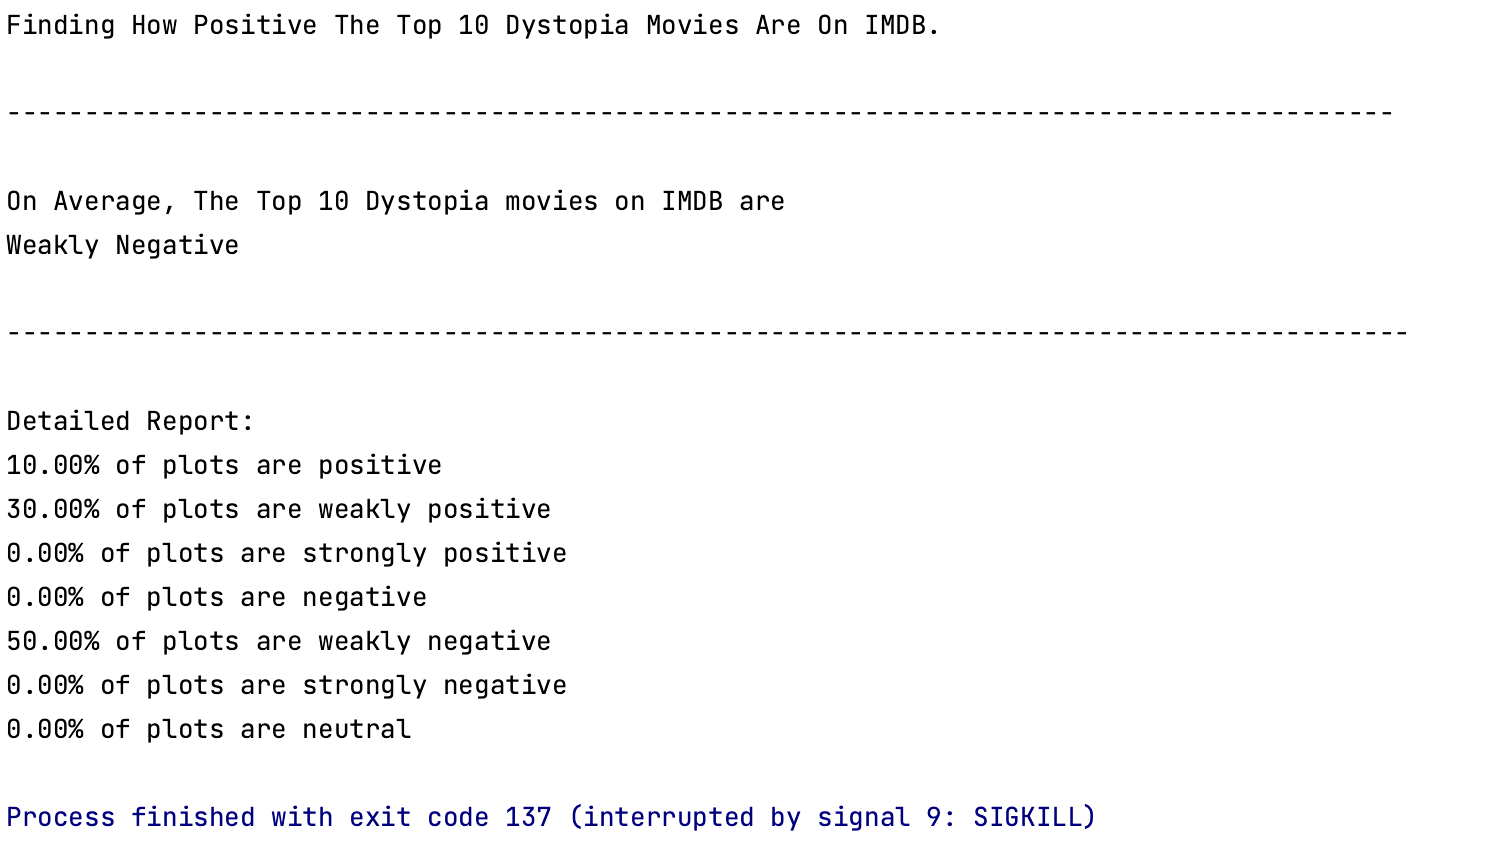 Finding How Positive The Top 10 Dystopia Movies Are On IMDB.
-----------------------------------------------------------------------------------------
On Average, The Top 10 Dystopia movies on IMDB are
Weakly Negative
------------------------------------------------------------------------------------------
Detailed Report:
10.00% of plots are positive
30.00% of plots are weakly positive
0.00% of plots are strongly positive
0.00% of plots are negative
50.00% of plots are weakly negative
0.00% of plots are strongly negative
0.00% of plots are neutral
Process finished with exit code 137 (interrupted by signal 9: SIGKILL)